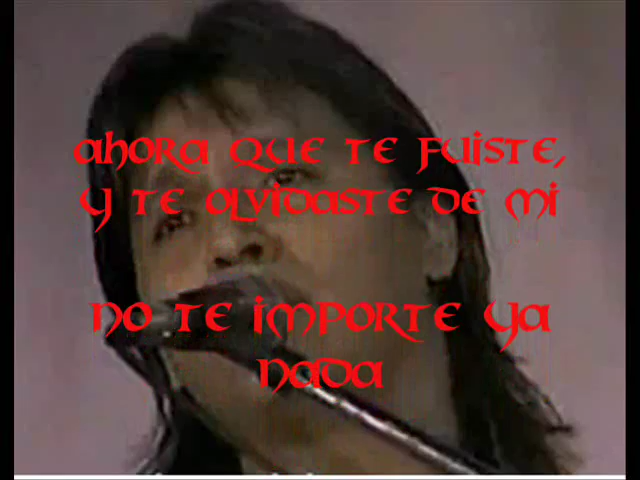 ahora que te fuiste,
y te olvidaste de mi
no te importe ya
nada